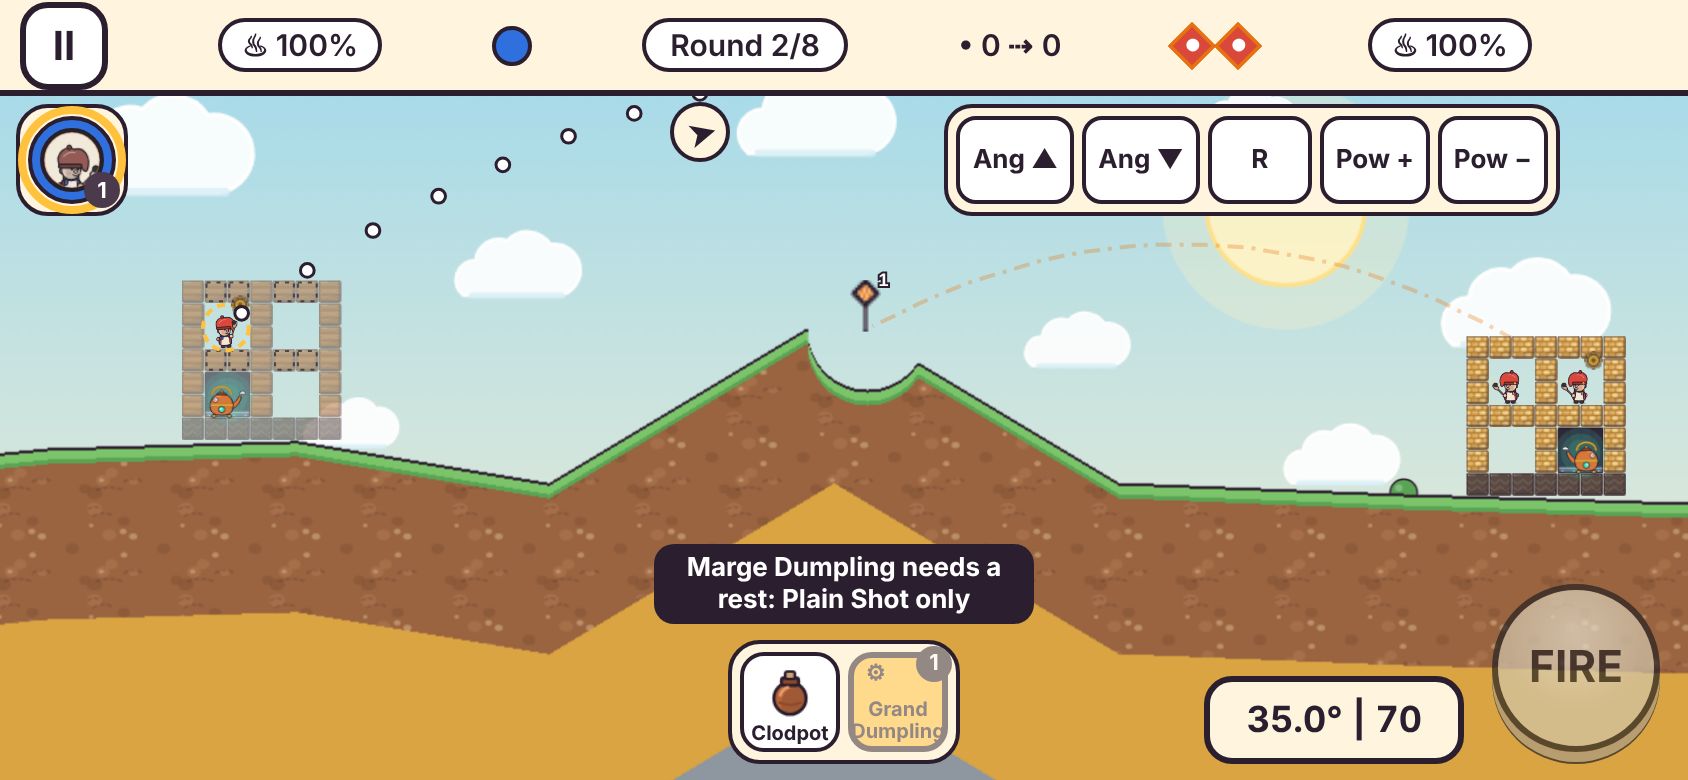 100%
Round 2/8
• 0 ⇢ 0
100%
1
Ang ▲
Ang ▼
R
Pow +
Pow –
1
Marge Dumpling needs a
rest: Plain Shot only
Clodpot
1
Grand
Dumpling
35.0° | 70
FIRE